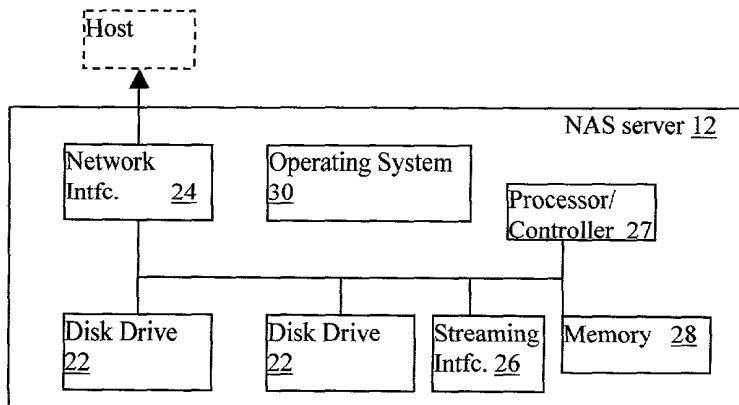 Host
NAS server 12
Network
Intfc. 24
Operating System
30
Processor/
Controller 27
Disk Drive
22
Disk Drive
22
Streaming
Intfc. 26
Memory 28